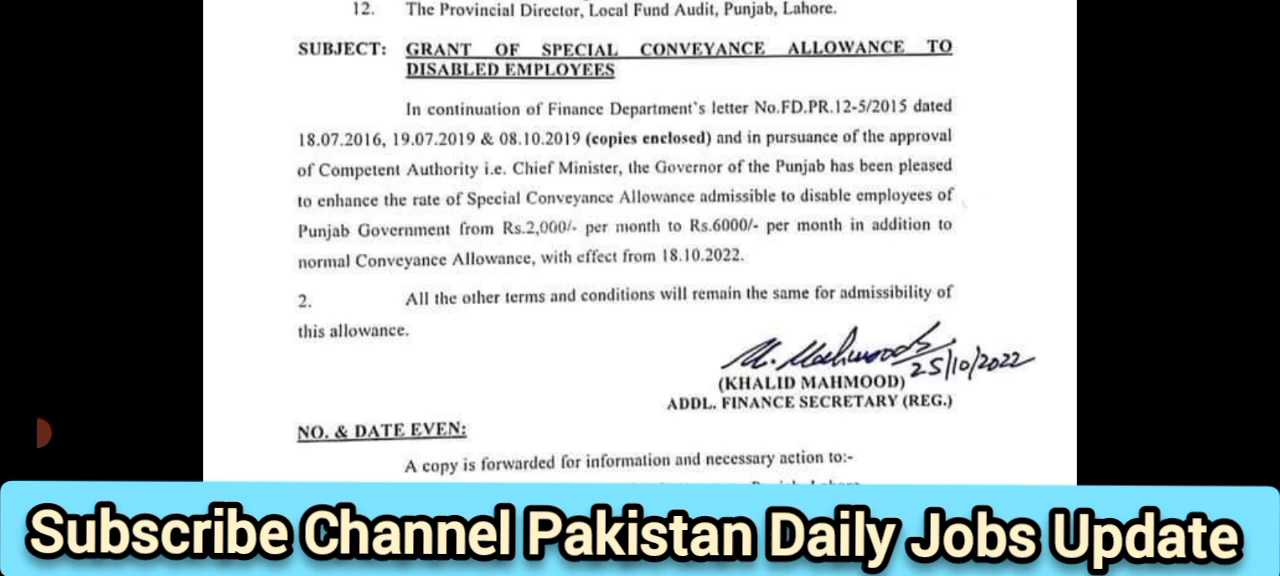 12. The Provincial Director, Local Fund Audit, Punjab, Lahore.
SUBJECT: GRANT OF SPECIAL CONVEYANCE ALLOWANCE TO
DISABLED EMPLOYEES
In continuation of Finance Department's letter No.FD.PR.12-5/2015 dated
18.07.2016, 19.07.2019 & 08.10.2019 (copies enclosed) and in pursuance of the approval
of Competent Authority i.e. Chief Minister, the Governor of the Punjab has been pleased
to enhance the rate of Special Conveyance Allowance admissible to disable employees of
Punjab Government from Rs.2,000/- per month to Rs.6000/- per month in addition to
normal Conveyance Allowance, with effect from 18.10.2022.
2. All the other terms and conditions will remain the same for admissibility of
this allowance.
25/10/2022
(KHALID MAHMOOD)
ADDL. FINANCE SECRETARY (REG.)
NO. & DATE EVEN:
A copy is forwarded for information and necessary action to:-
Subscribe Channel Pakistan Daily Jobs Update